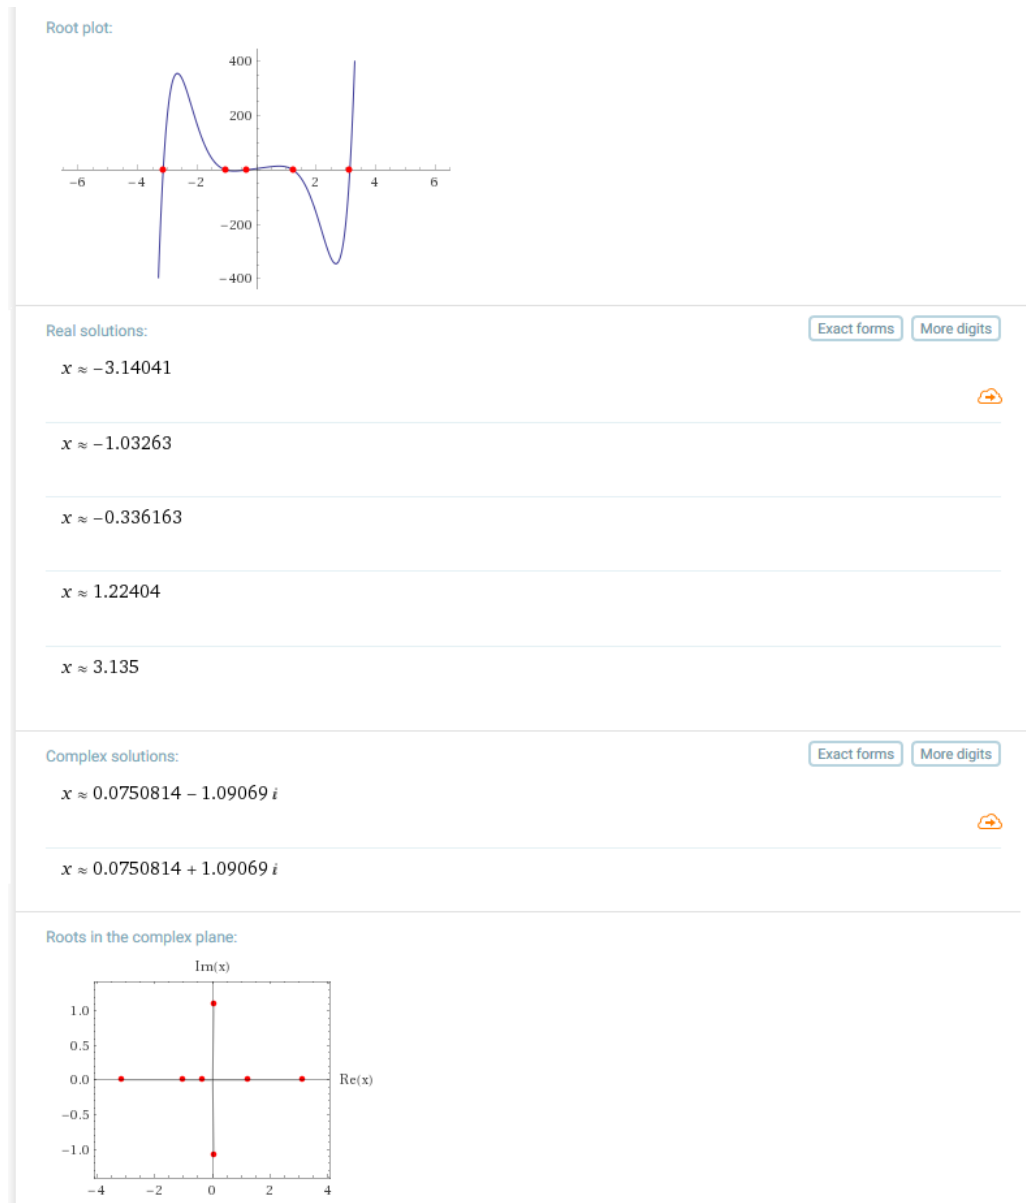 Root plot:
400
200
−6 −4 −2 2 4 6
−200
−400
Real solutions:
Exact forms
More digits
x ≈ −3.14041
x ≈ −1.03263
x ≈ −0.336163
x ≈ 1.22404
x ≈ 3.135
Complex solutions:
Exact forms
More digits
x ≈ 0.0750814 − 1.09069 i
x ≈ 0.0750814 + 1.09069 i
Roots in the complex plane:
Im(x)
1.0
0.5
0.0
Re(x)
−0.5
−1.0
−4 −2 0 2 4